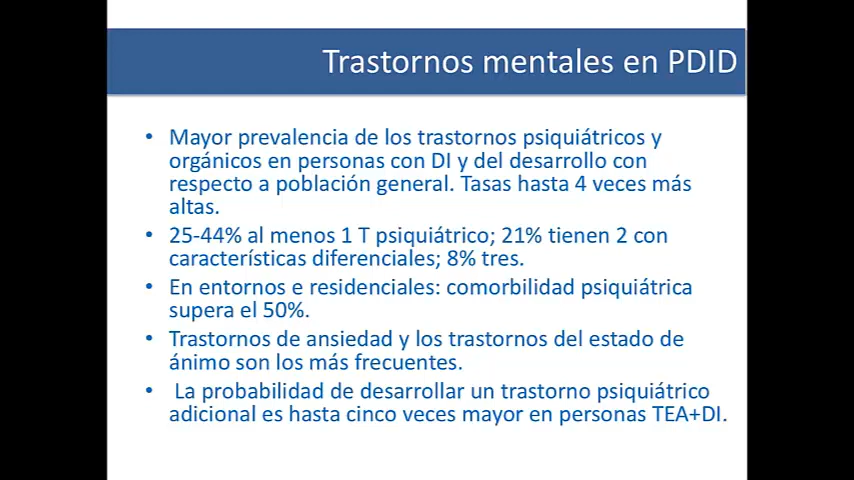 Trastornos mentales en PDID
• Mayor prevalencia de los trastornos psiquiátricos y
orgánicos en personas con DI y del desarrollo con
respecto a población general. Tasas hasta 4 veces más
altas.
• 25-44% al menos 1 T psiquiátrico; 21% tienen 2 con
características diferenciales; 8% tres.
• En entornos e residenciales: comorbilidad psiquiátrica
supera el 50%.
• Trastornos de ansiedad y los trastornos del estado de
ánimo son los más frecuentes.
• La probabilidad de desarrollar un trastorno psiquiátrico
adicional es hasta cinco veces mayor en personas TEA+DI.